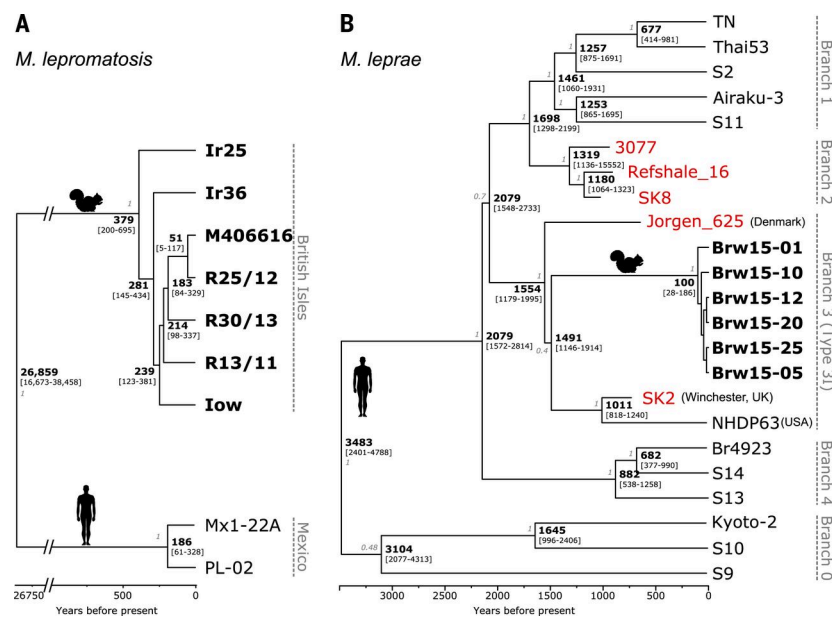 A
M. lepromatosis
Ir25
Ir36
M406616
R25/12
R30/13
R13/11
Iow
British Isles
1
379
[200-695]
281
[145-434]
51
[5-117]
183
[84-329]
214
[98-337]
239
[123-381]
26,859
[16,673-38,458]
1
Mx1-22A
PL-02
Mexico
1
186
[61-328]
26750
500
0
Years before present
B
M. leprae
TN
Thai53
S2
Airaku-3
S11
Branch 1
1
677
[414-981]
1
1257
[875-1691]
1
1461
[1060-1931]
1
1253
[865-1695]
1
1698
[1298-2199]
3077
Refshale_16
SK8
Branch 2
1
1319
[1136-15552]
1
1180
[1064-1323]
0.7
2079
[1548-2733]
Jorgen_625 (Denmark)
Brw15-01
Brw15-10
Brw15-12
Brw15-20
Brw15-25
Brw15-05
SK2 (Winchester, UK)
NHDP63 (USA)
Branch 3 (Type 3I)
1
1554
[1179-1995]
1
100
[28-186]
0.4
1491
[1146-1914]
1
1011
[818-1240]
1
2079
[1572-2814]
Br4923
S14
S13
Branch 4
1
682
[377-990]
1
882
[538-1258]
3483
[2401-4788]
1
Kyoto-2
S10
S9
Branch 0
1
1645
[996-2406]
0.48
3104
[2077-4313]
3000
2500
2000
1500
1000
500
0
Years before present